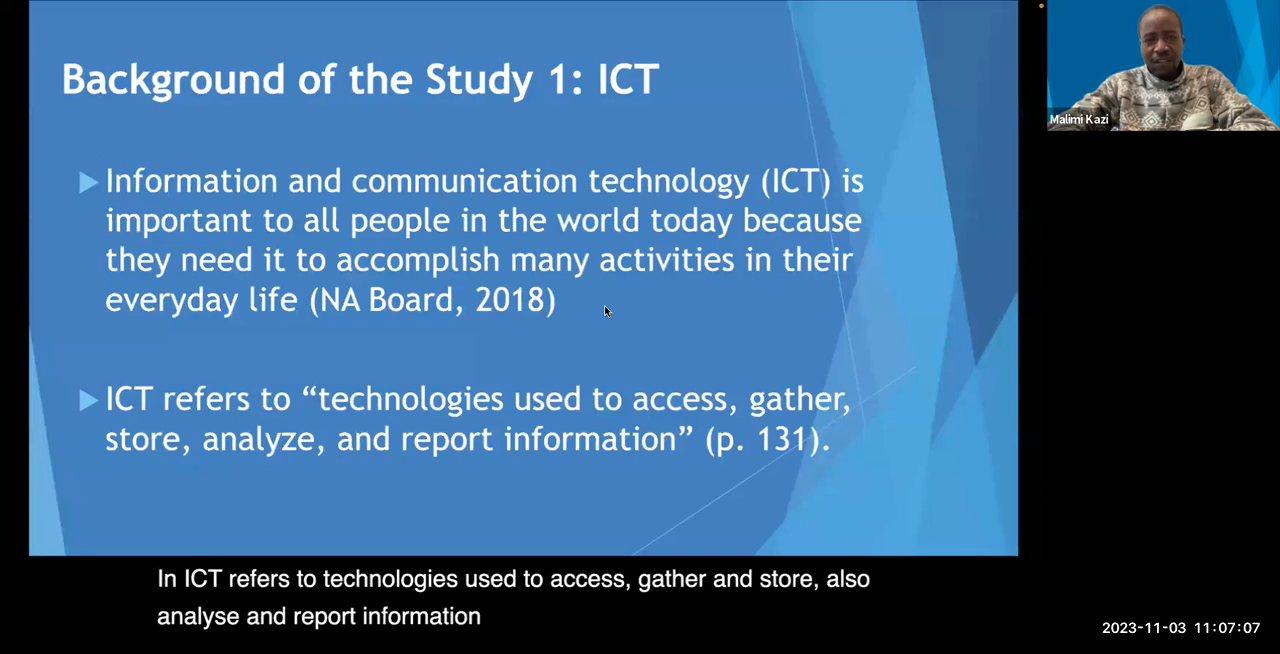 Background of the Study 1: ICT
Information and communication technology (ICT) is
important to all people in the world today because
they need it to accomplish many activities in their
everyday life (NA Board, 2018)
ICT refers to “technologies used to access, gather,
store, analyze, and report information” (p. 131).
Malimi Kazi
In ICT refers to technologies used to access, gather and store, also
analyse and report information
2023-11-03 11:07:07